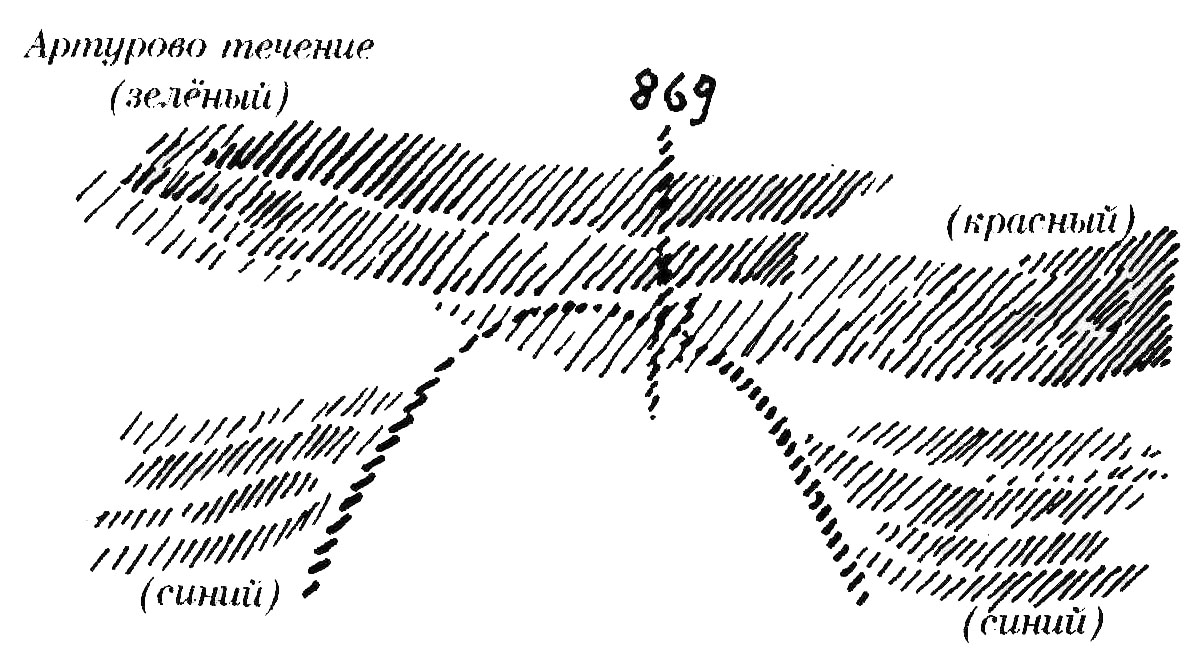 Артурово течение
(зелёный)
869
(красный)
(синий)
(синий)